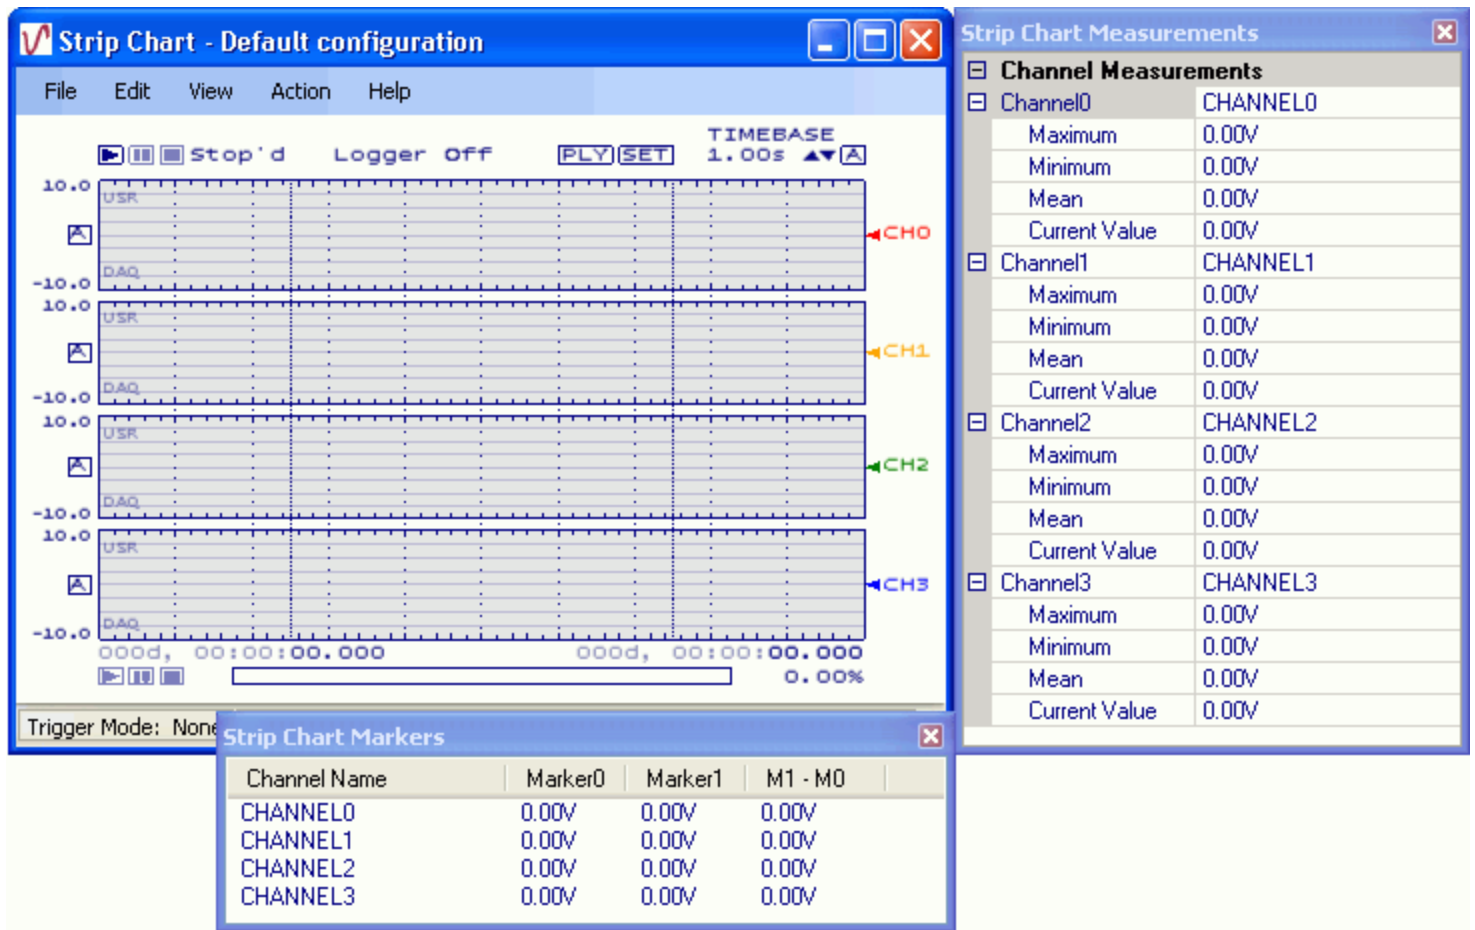 Strip Chart - Default configuration
File Edit View Action Help
TIMEBASE
Stop'd Logger Off PLY SET 1.00s A
10.0
USR
A CH0
DAQ
-10.0
10.0
USR
A CH1
DAQ
-10.0
10.0
USR
A CH2
DAQ
-10.0
10.0
USR
A CH3
DAQ
-10.0
000d, 00:00:00.000 000d, 00:00:00.000
0.00%
Trigger Mode: None
Strip Chart Measurements
Channel Measurements
Channel0 CHANNEL0
Maximum 0.00V
Minimum 0.00V
Mean 0.00V
Current Value 0.00V
Channel1 CHANNEL1
Maximum 0.00V
Minimum 0.00V
Mean 0.00V
Current Value 0.00V
Channel2 CHANNEL2
Maximum 0.00V
Minimum 0.00V
Mean 0.00V
Current Value 0.00V
Channel3 CHANNEL3
Maximum 0.00V
Minimum 0.00V
Mean 0.00V
Current Value 0.00V
Strip Chart Markers
Channel Name Marker0 Marker1 M1 - M0
CHANNEL0 0.00V 0.00V 0.00V
CHANNEL1 0.00V 0.00V 0.00V
CHANNEL2 0.00V 0.00V 0.00V
CHANNEL3 0.00V 0.00V 0.00V